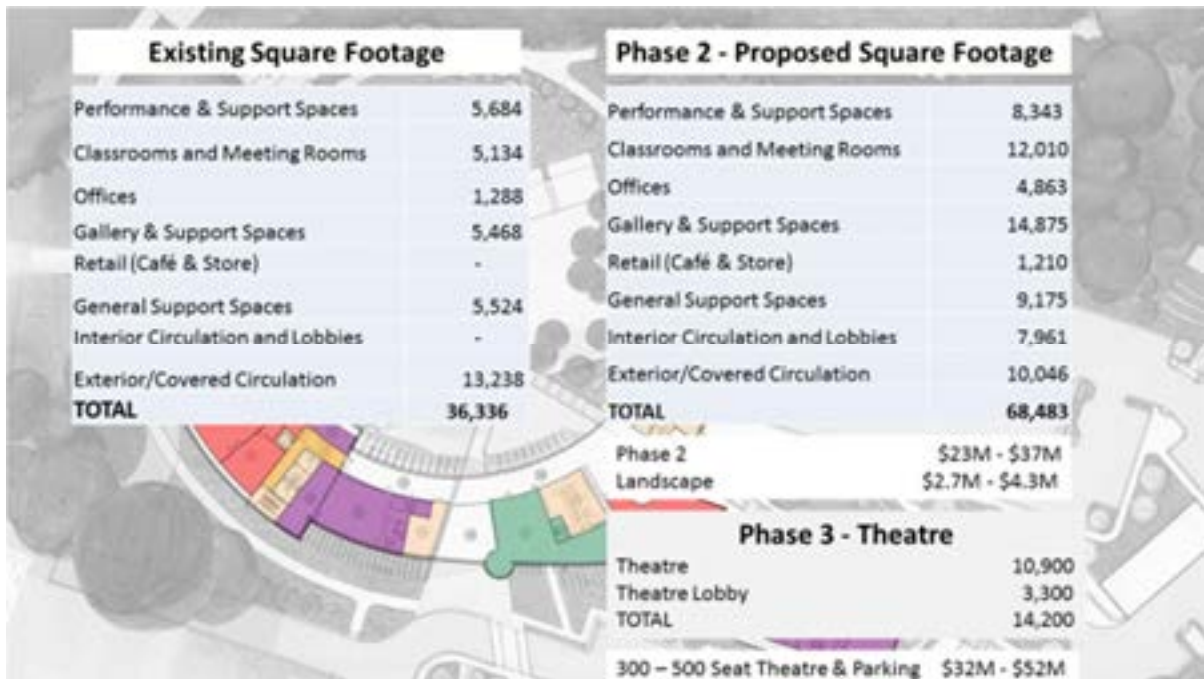 Existing Square Footage
Performance & Support Spaces 5,684
Classrooms and Meeting Rooms 5,134
Offices 1,288
Gallery & Support Spaces 5,468
Retail (Café & Store) -
General Support Spaces 5,524
Interior Circulation and Lobbies -
Exterior/Covered Circulation 13,238
TOTAL 36,336
Phase 2 - Proposed Square Footage
Performance & Support Spaces 8,343
Classrooms and Meeting Rooms 12,010
Offices 4,863
Gallery & Support Spaces 14,875
Retail (Café & Store) 1,210
General Support Spaces 9,175
Interior Circulation and Lobbies 7,961
Exterior/Covered Circulation 10,046
TOTAL 68,483
Phase 2 $23M - $37M
Landscape $2.7M - $4.3M
Phase 3 - Theatre
Theatre 10,900
Theatre Lobby 3,300
TOTAL 14,200
300 – 500 Seat Theatre & Parking $32M - $52M